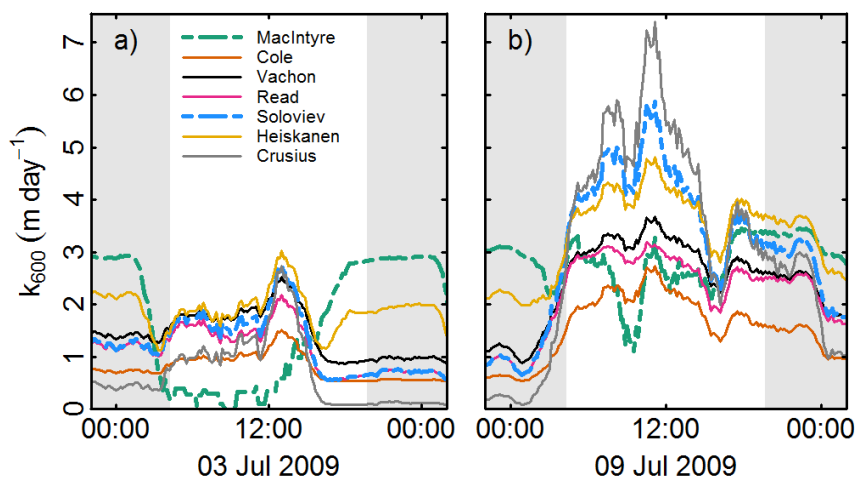 a)
MacIntyre
Cole
Vachon
Read
Soloviev
Heiskanen
Crusius
b)
k600 (m day−1)
7
6
5
4
3
2
1
0
00:00 12:00 00:00
03 Jul 2009
00:00 12:00 00:00
09 Jul 2009